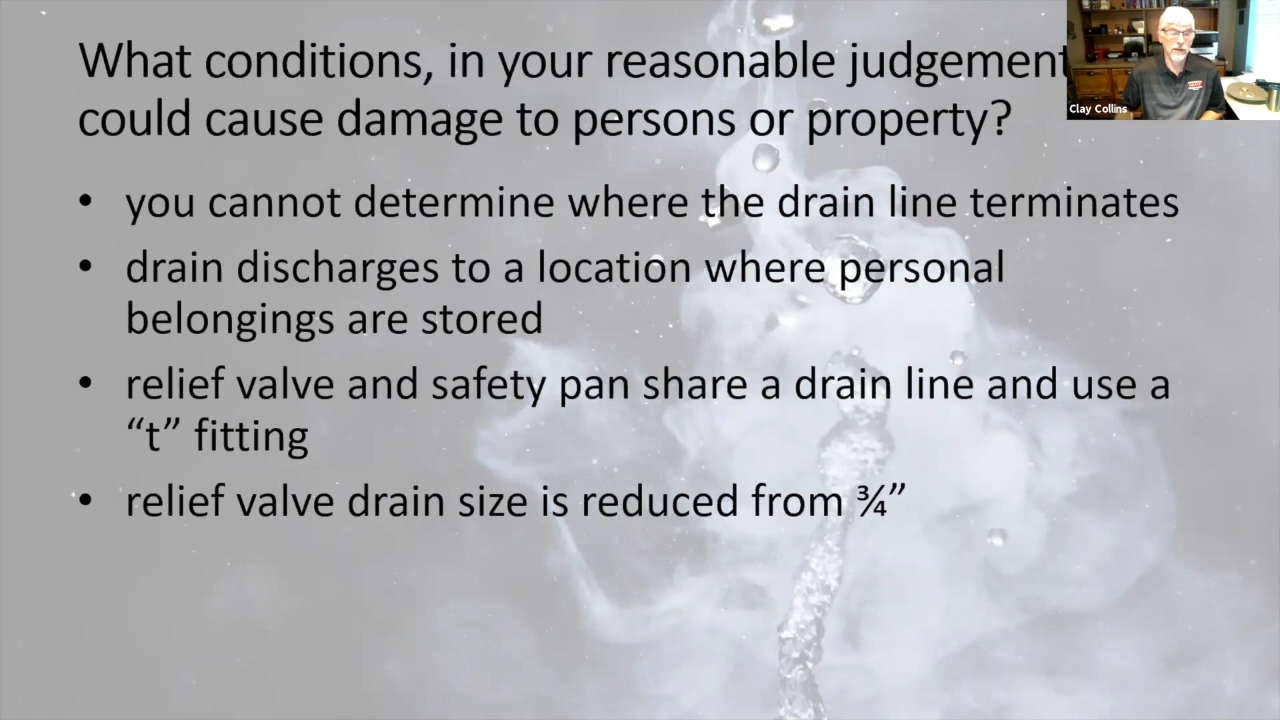 What conditions, in your reasonable judgement
could cause damage to persons or property?
Clay Collins
• you cannot determine where the drain line terminates
• drain discharges to a location where personal
belongings are stored
• relief valve and safety pan share a drain line and use a
“t” fitting
• relief valve drain size is reduced from ¾”